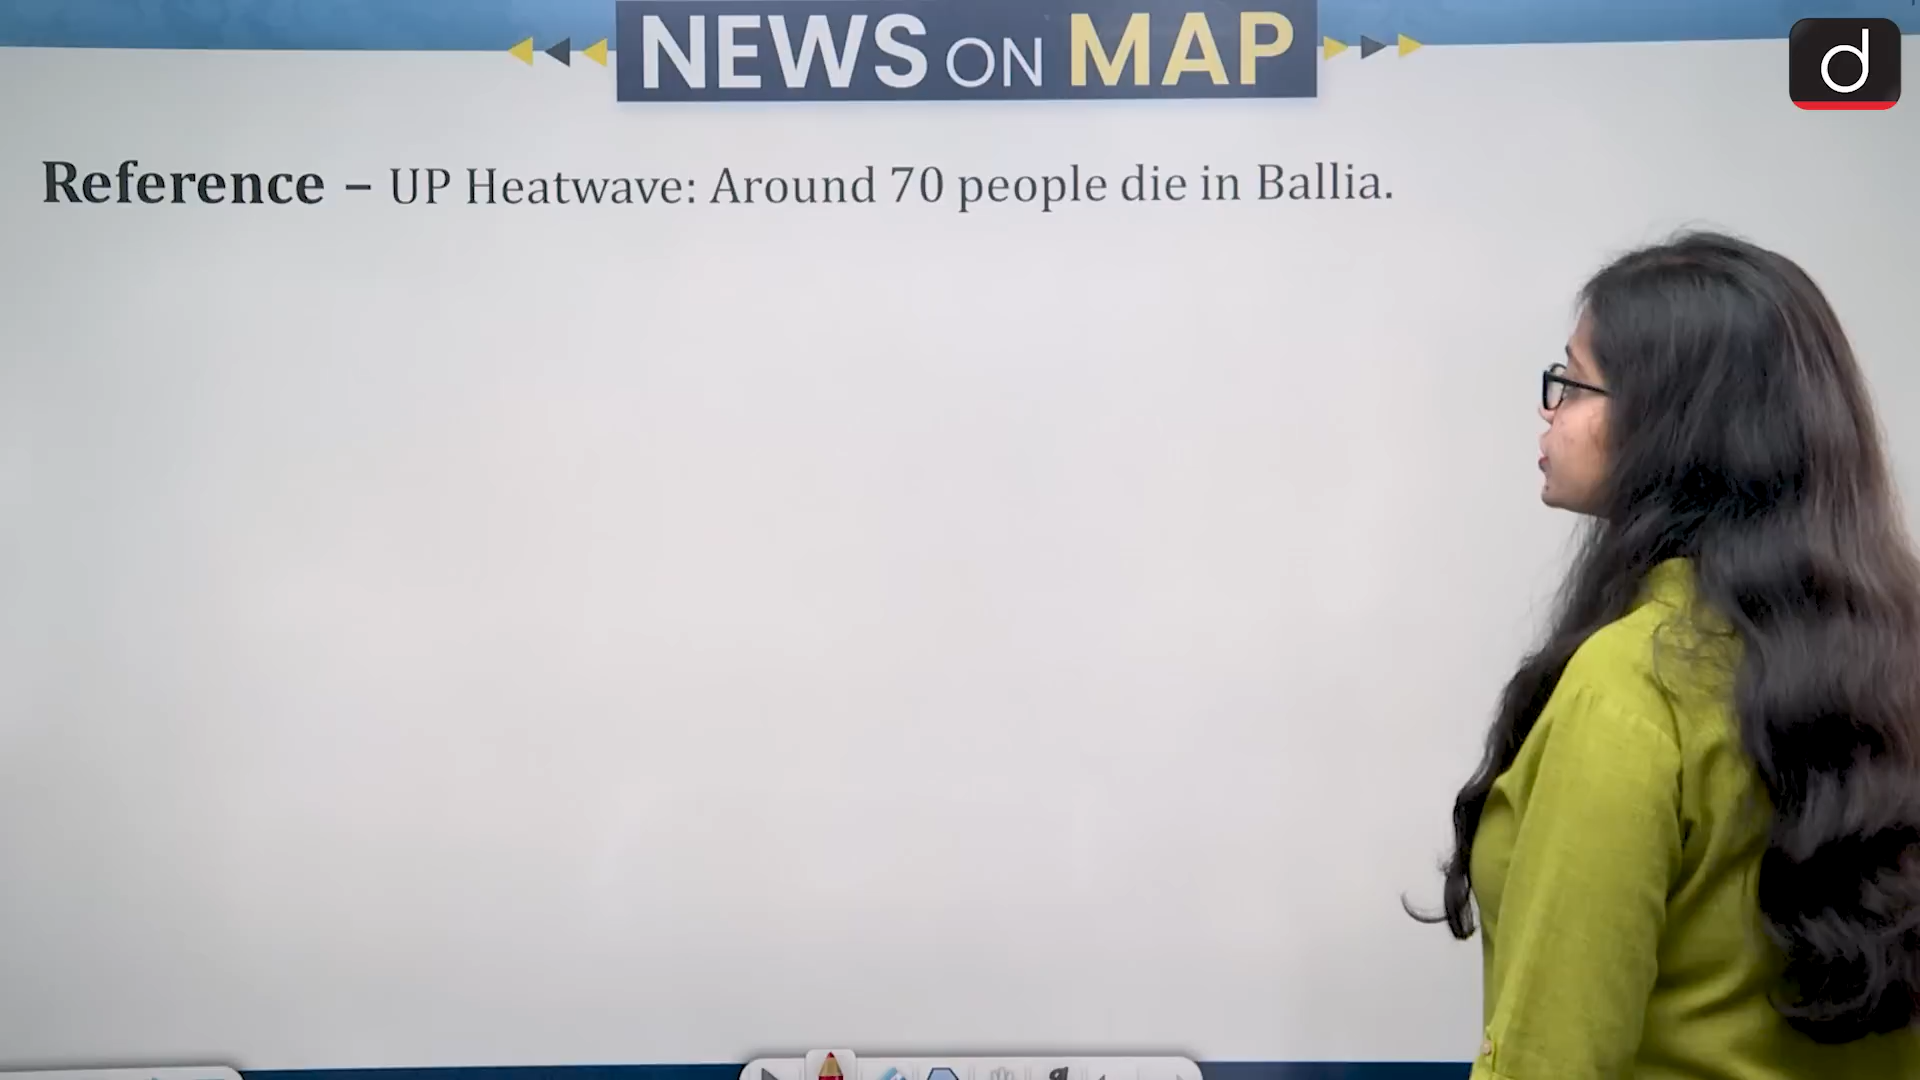 NEWS ON MAP
d
Reference – UP Heatwave: Around 70 people die in Ballia.